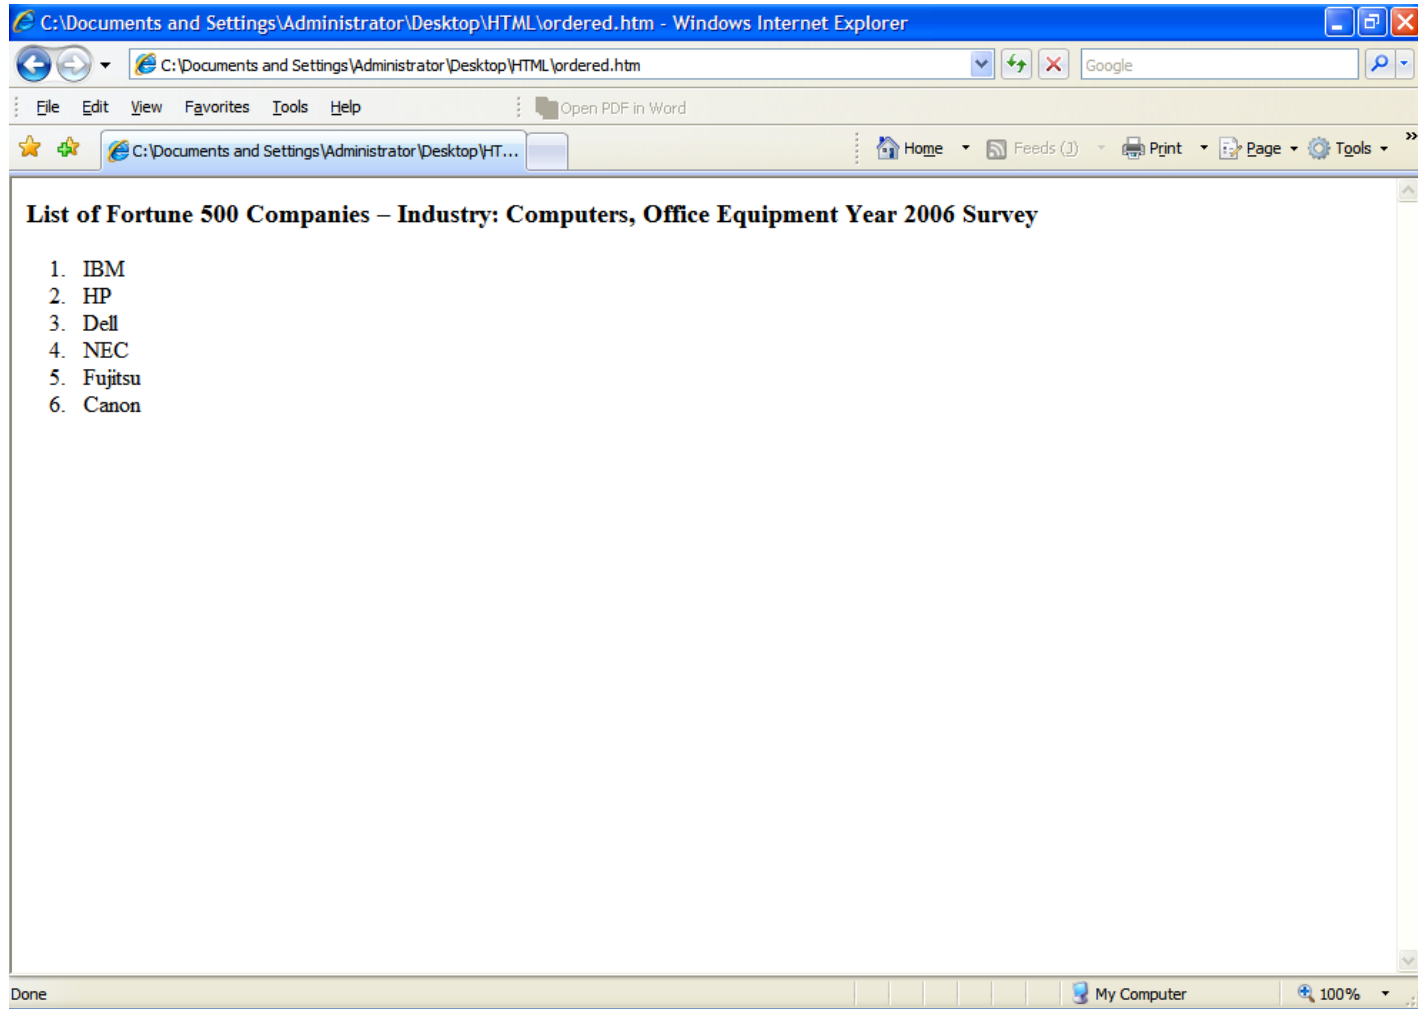 C:\Documents and Settings\Administrator\Desktop\HTML\ordered.htm - Windows Internet Explorer
C:\Documents and Settings\Administrator\Desktop\HTML\ordered.htm Google
File Edit View Favorites Tools Help Open PDF in Word
C:\Documents and Settings\Administrator\Desktop\HT... Home Feeds (J) Print Page Tools »
List of Fortune 500 Companies – Industry: Computers, Office Equipment Year 2006 Survey
1. IBM
2. HP
3. Dell
4. NEC
5. Fujitsu
6. Canon
Done My Computer 100%